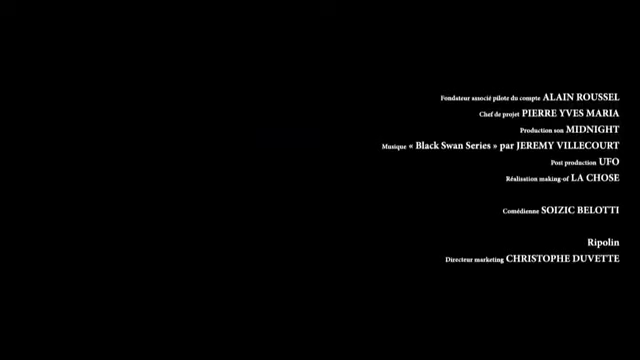 Fondateur associé pilote du compte ALAIN ROUSSEL
Chef de projet PIERRE YVES MARIA
Production son MIDNIGHT
Musique « Black Swan Series » par JEREMY VILLECOURT
Post production UFO
Réalisation making-of LA CHOSE
Comédienne SOIZIC BELOTTI
Ripolin
Directeur marketing CHRISTOPHE DUVETTE